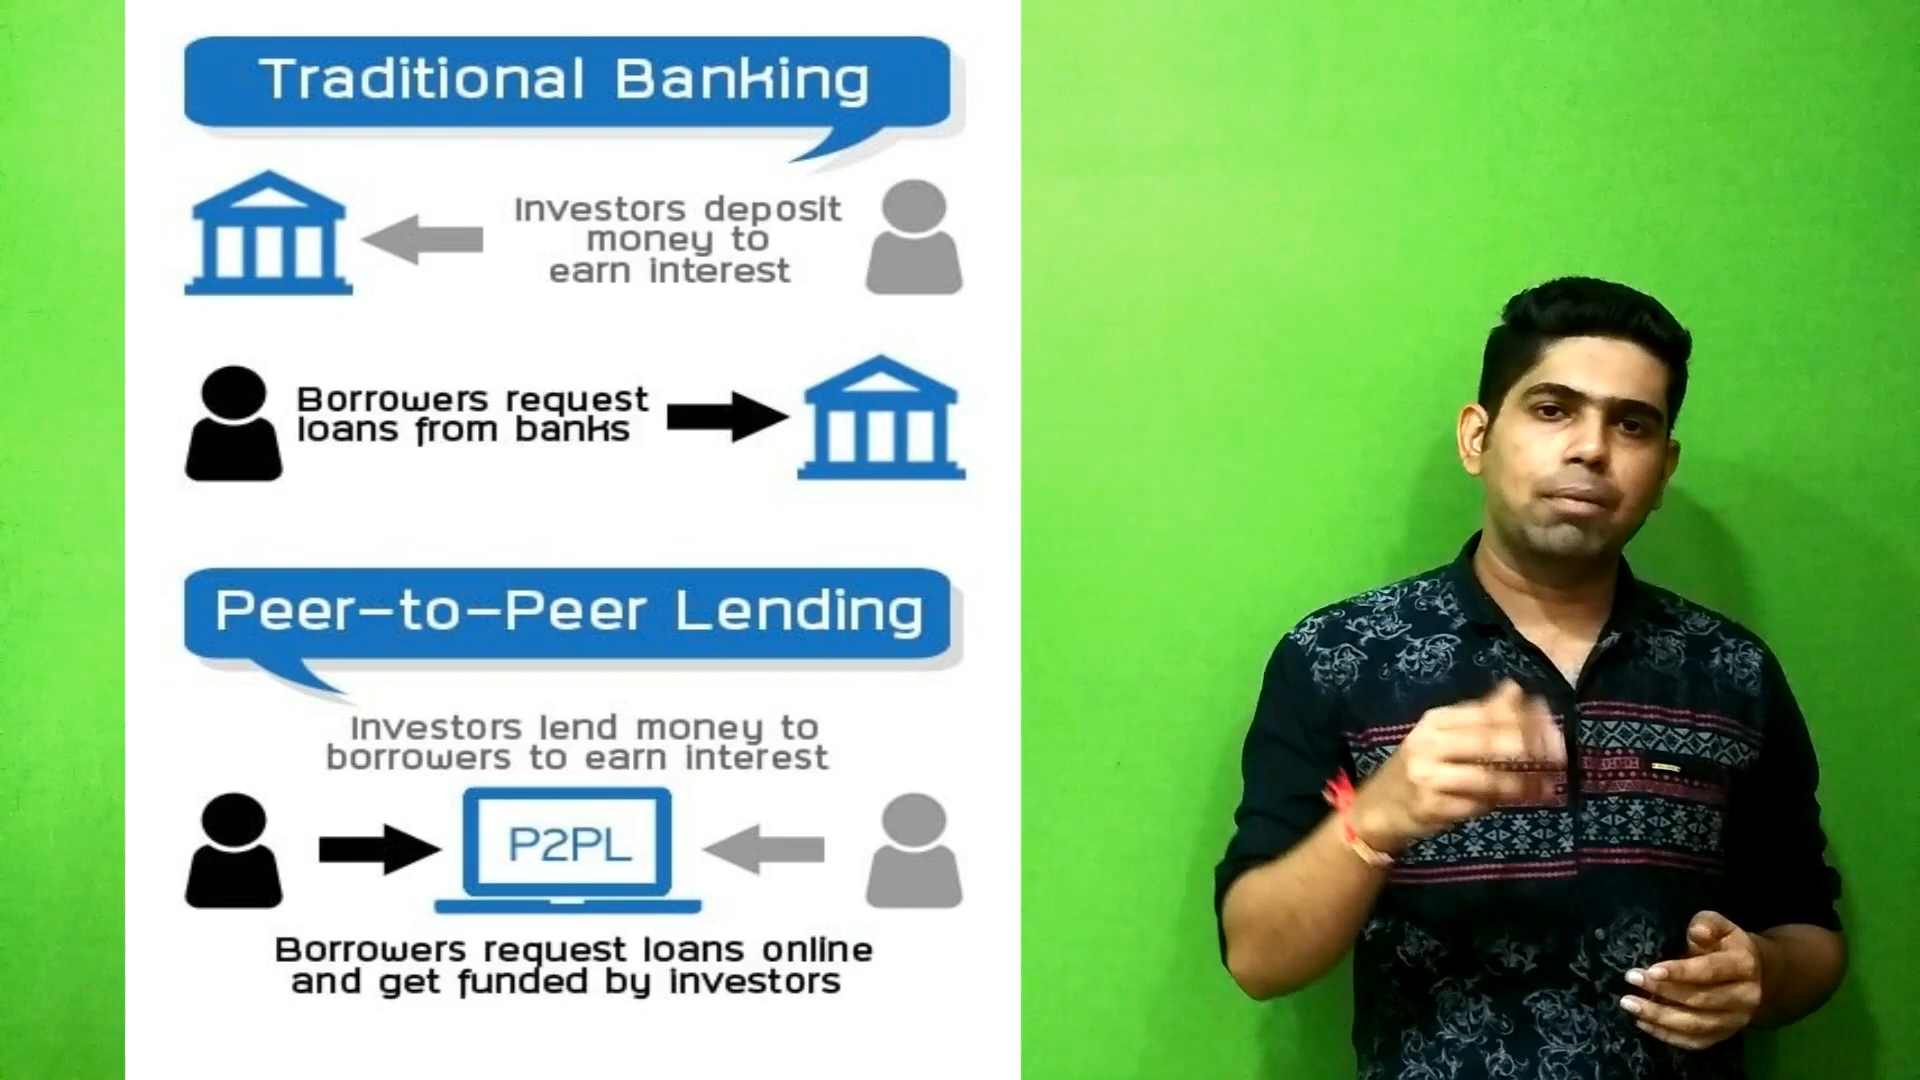 Traditional Banking
Investors deposit
money to
earn interest
Borrowers request
loans from banks
Peer-to-Peer Lending
Investors lend money to
borrowers to earn interest
P2PL
Borrowers request loans online
and get funded by investors